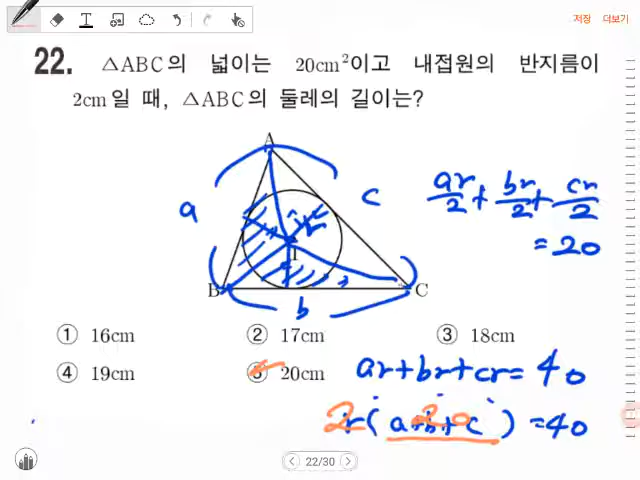 저장 더보기
22. △ABC의 넓이는 20cm²이고 내접원의 반지름이
2cm일 때, △ABC의 둘레의 길이는?
A
a
c
ar/2 + br/2 + cr/2
= 20
I
B
b
C
① 16cm ② 17cm ③ 18cm
④ 19cm ⑤ 20cm
ar+br+cr=40
r(a+b+c)=40
2 20
22/30